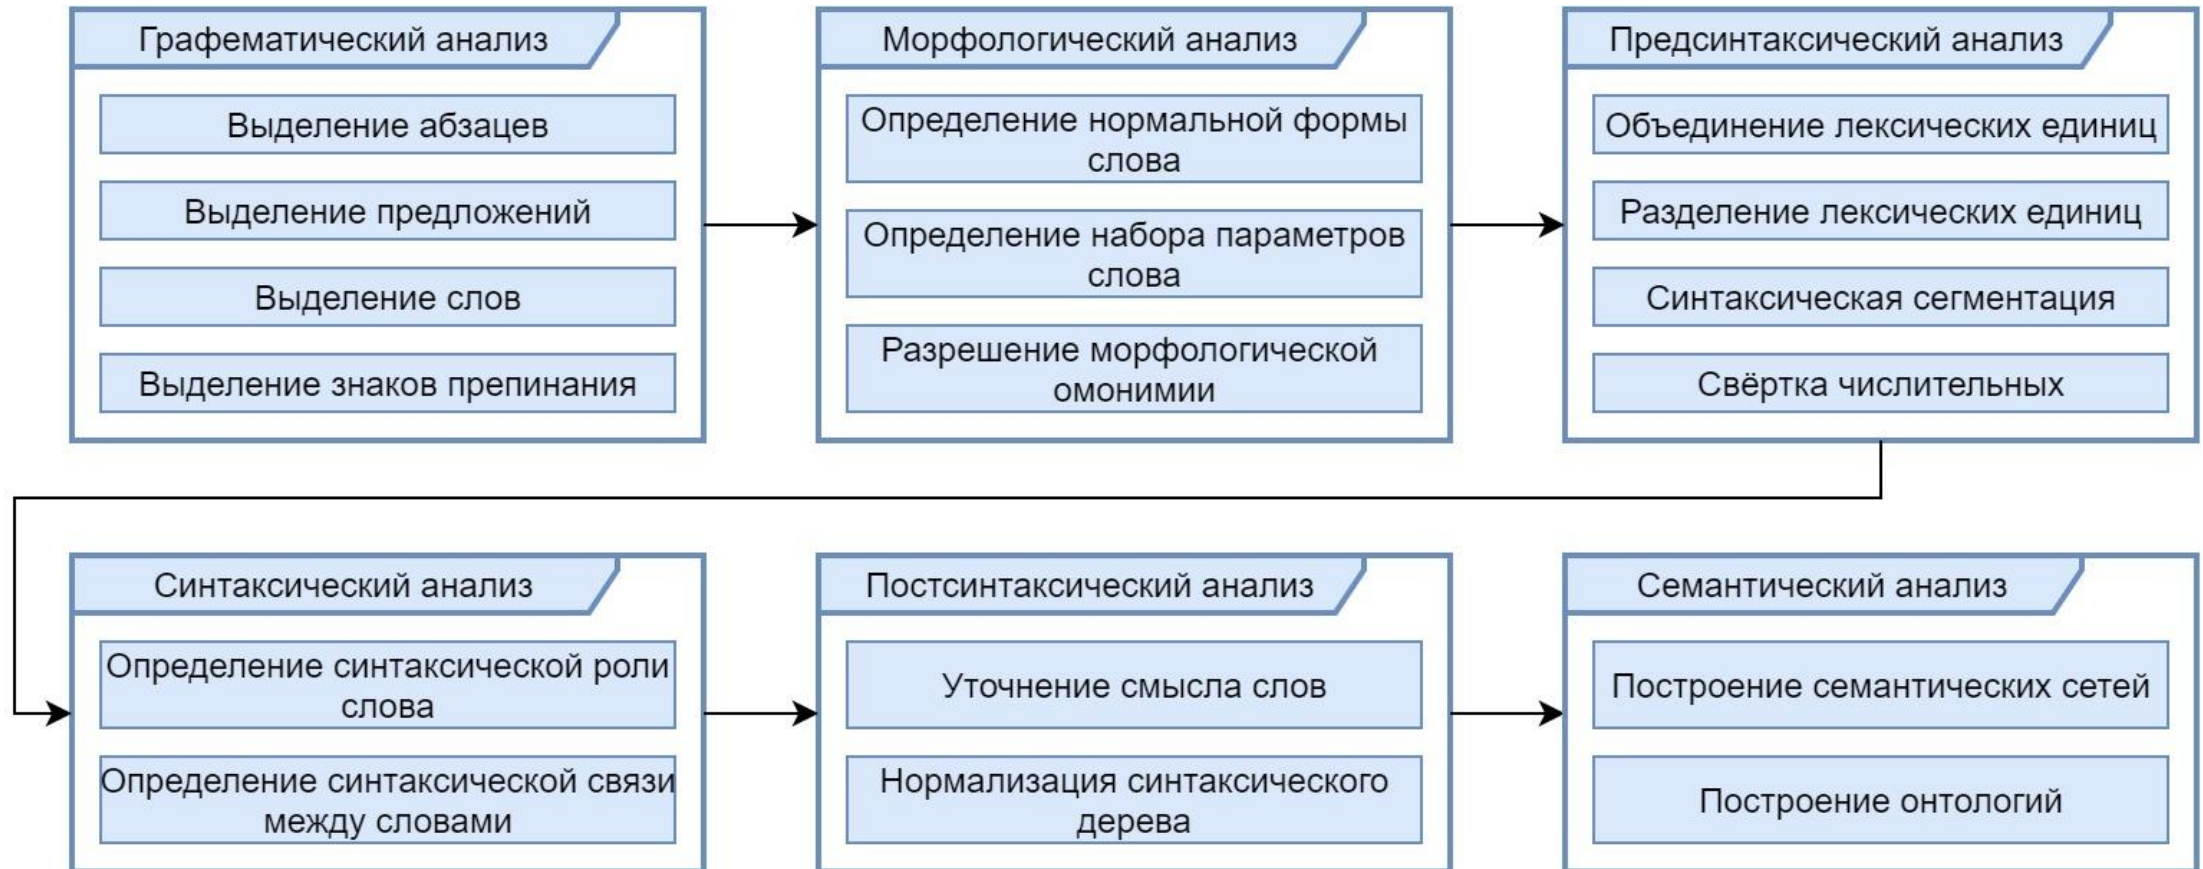 Графематический анализ
Выделение абзацев
Выделение предложений
Выделение слов
Выделение знаков препинания
Морфологический анализ
Определение нормальной формы
слова
Определение набора параметров
слова
Разрешение морфологической
омонимии
Предсинтаксический анализ
Объединение лексических единиц
Разделение лексических единиц
Синтаксическая сегментация
Свёртка числительных
Синтаксический анализ
Определение синтаксической роли
слова
Определение синтаксической связи
между словами
Постсинтаксический анализ
Уточнение смысла слов
Нормализация синтаксического
дерева
Семантический анализ
Построение семантических сетей
Построение онтологий